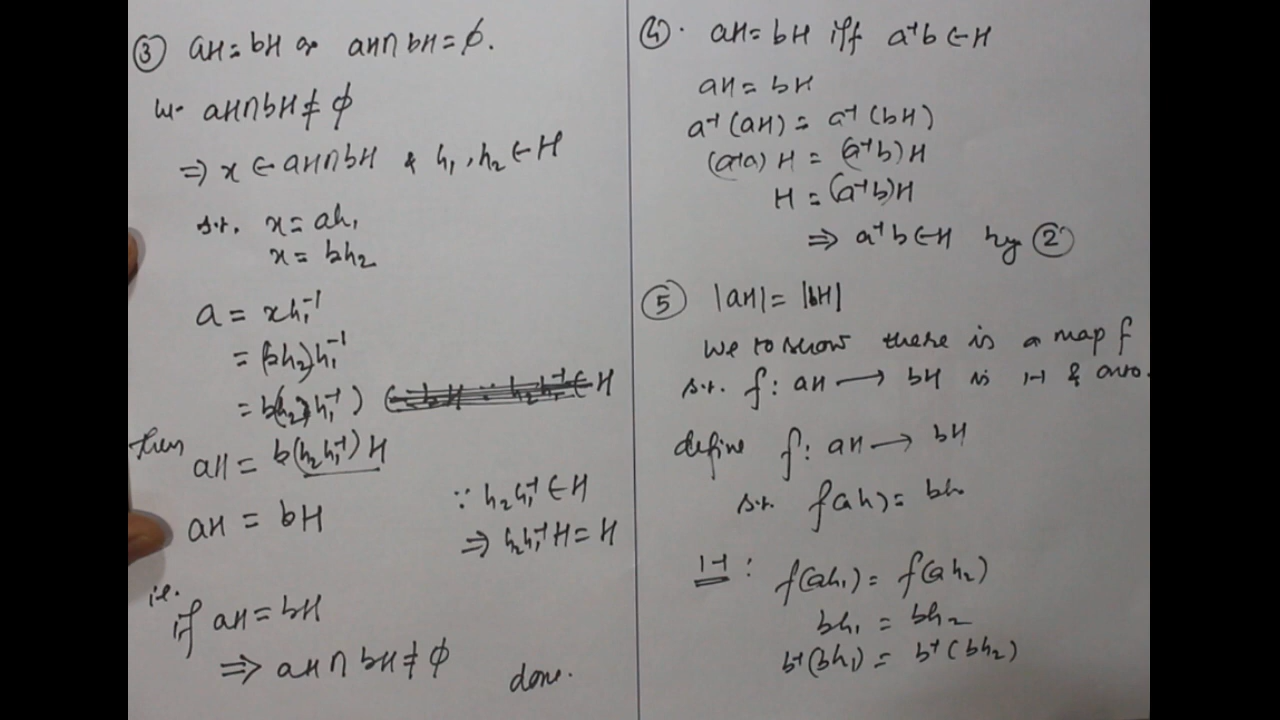 ③ aH = bH or aH ∩ bH = ϕ.
let aH ∩ bH ≠ ϕ
⇒ x ∈ aH ∩ bH & h₁, h₂ ∈ H
s.t. x = ah₁
x = bh₂
a = xh₁⁻¹
= (bh₂)h₁⁻¹
= b(h₂h₁⁻¹)
then aH = b(h₂h₁⁻¹)H
aH = bH
∵ h₂h₁⁻¹ ∈ H
⇒ h₂h₁⁻¹H = H
i.e. if aH = bH
⇒ aH ∩ bH ≠ ϕ
done.
④. aH = bH iff a⁻¹b ∈ H
aH = bH
a⁻¹(aH) = a⁻¹(bH)
(a⁻¹a)H = (a⁻¹b)H
H = (a⁻¹b)H
⇒ a⁻¹b ∈ H by ②
⑤ |aH| = |bH|
We to show there is a map f
s.t. f: aH ⟶ bH is 1-1 & onto.
define f: aH ⟶ bH
s.t. f(ah) = bh
1-1 : f(ah₁) = f(ah₂)
bh₁ = bh₂
b⁻¹(bh₁) = b⁻¹(bh₂)